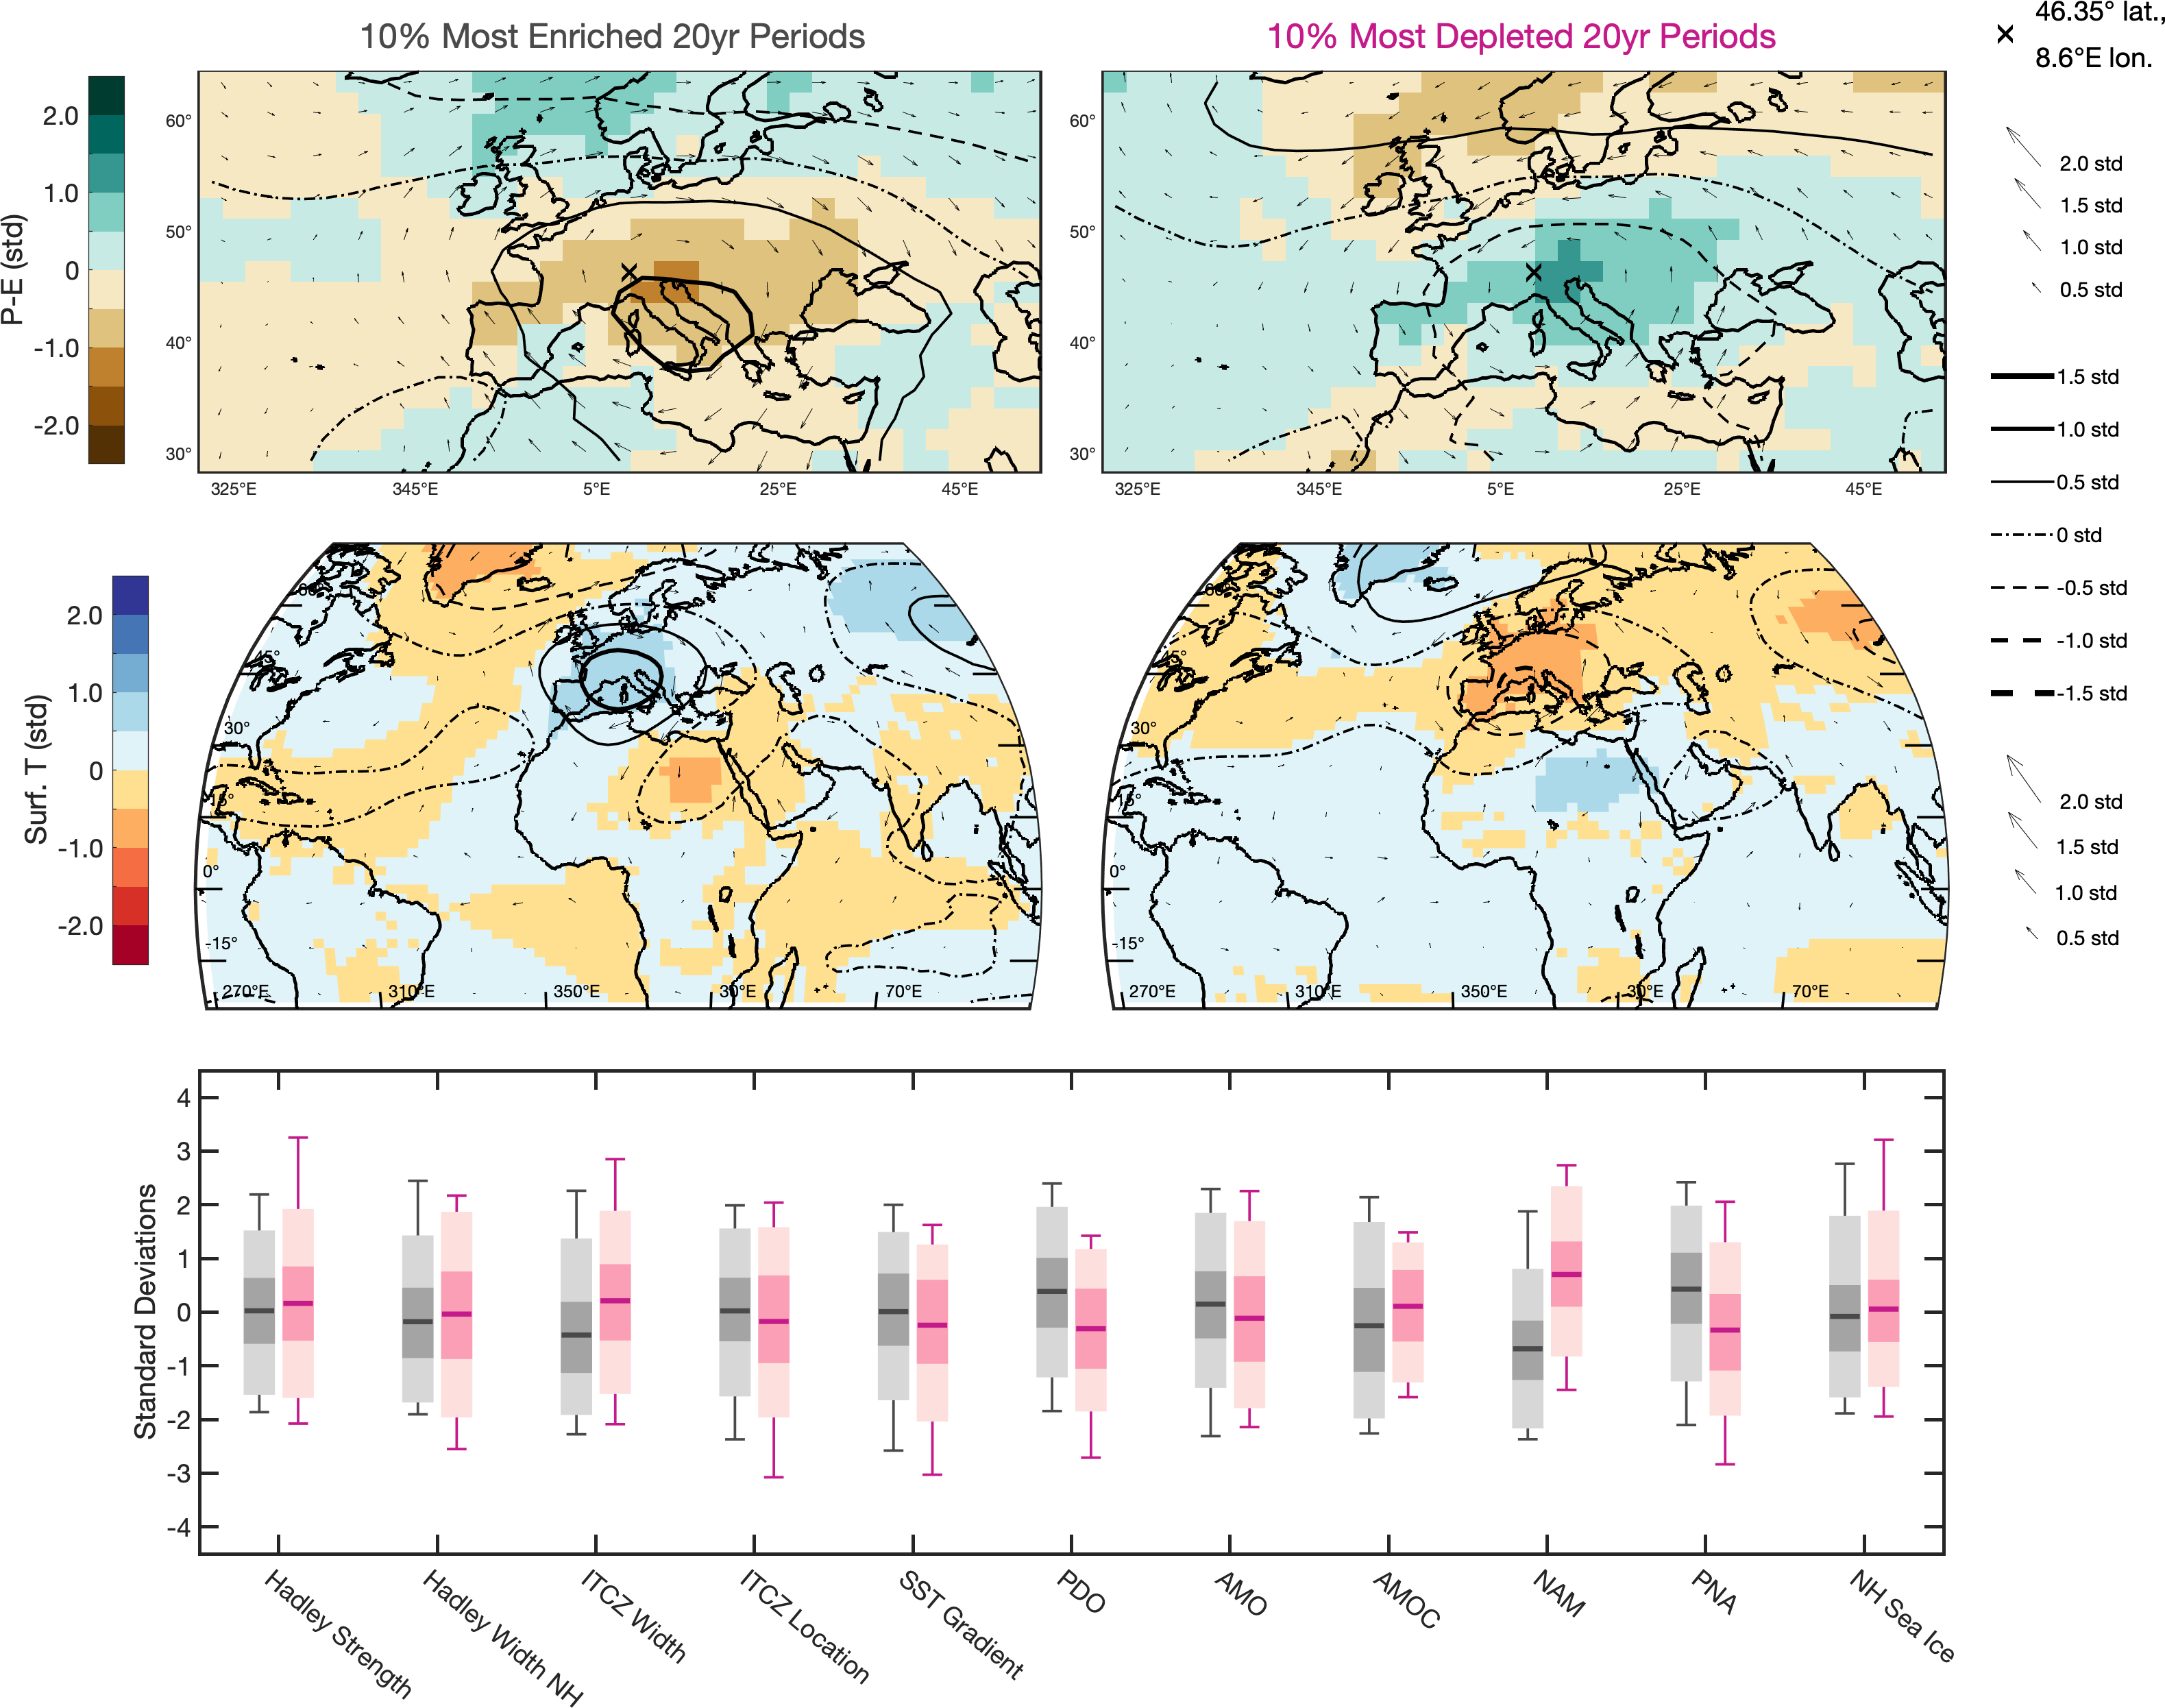 10% Most Enriched 20yr Periods
10% Most Depleted 20yr Periods
46.35° lat.,
8.6°E lon.
P-E (std)
2.0
1.0
0
-1.0
-2.0
60°
50°
40°
30°
325°E 345°E 5°E 25°E 45°E
60°
50°
40°
30°
325°E 345°E 5°E 25°E 45°E
2.0 std
1.5 std
1.0 std
0.5 std
1.5 std
1.0 std
0.5 std
0 std
-0.5 std
-1.0 std
-1.5 std
2.0 std
1.5 std
1.0 std
0.5 std
Surf. T (std)
2.0
1.0
0
-1.0
-2.0
45°
30°
15°
0°
-15°
270°E 310°E 350°E 30°E 70°E
45°
30°
15°
0°
-15°
270°E 310°E 350°E 30°E 70°E
Standard Deviations
4
3
2
1
0
-1
-2
-3
-4
Hadley Strength
Hadley Width NH
ITCZ Width
ITCZ Location
SST Gradient
PDO
AMO
AMOC
NAM
PNA
NH Sea Ice